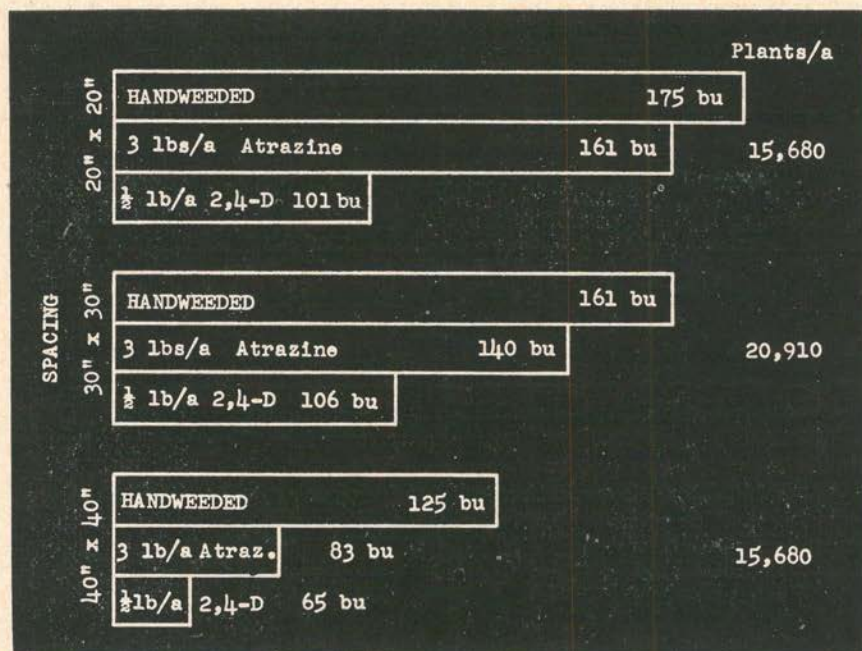 Plants/a
SPACING
20" x 20"
HANDWEEDED 175 bu
3 lbs/a Atrazine 161 bu 15,680
½ lb/a 2,4-D 101 bu
30" x 30"
HANDWEEDED 161 bu
3 lbs/a Atrazine 140 bu 20,910
½ lb/a 2,4-D 106 bu
40" x 40"
HANDWEEDED 125 bu
3 lb/a Atraz. 83 bu 15,680
½lb/a 2,4-D 65 bu